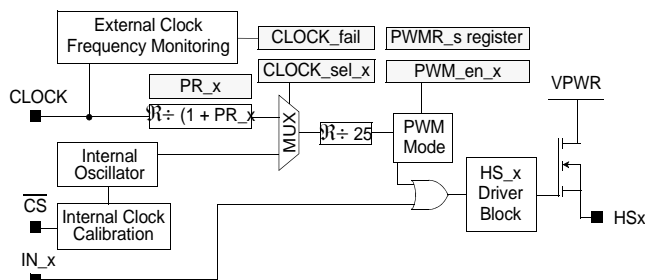 External Clock
Frequency Monitoring
CLOCK_fail
PWMR_s register
CLOCK_sel_x
PWM_en_x
PR_x
VPWR
CLOCK
ℜ÷ (1 + PR_x
MUX
ℜ÷ 25
PWM
Mode
Internal
Oscillator
HS_x
Driver
Block
CS
Internal Clock
Calibration
HSx
IN_x